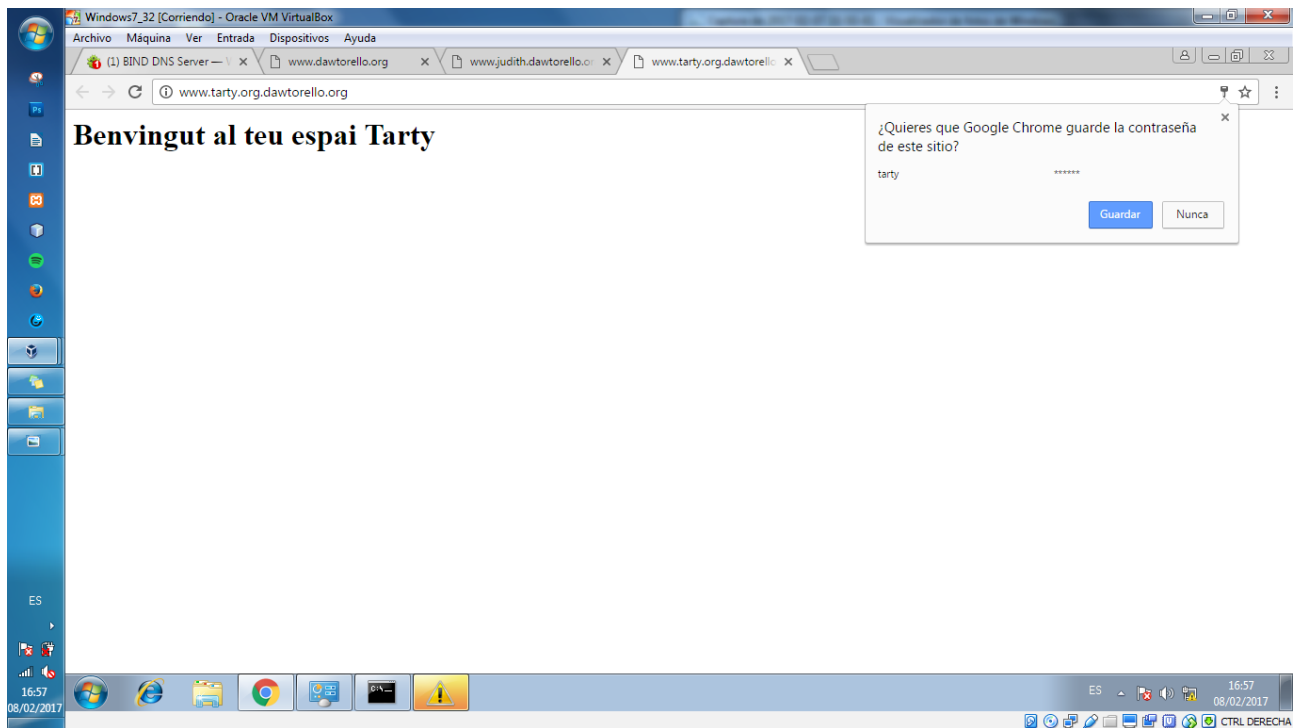 Windows7_32 [Corriendo] - Oracle VM VirtualBox
Archivo Máquina Ver Entrada Dispositivos Ayuda
(1) BIND DNS Server — www.dawtorello.org www.judith.dawtorello.or www.tarty.org.dawtorello
www.tarty.org.dawtorello.org
Benvingut al teu espai Tarty
¿Quieres que Google Chrome guarde la contraseña
de este sitio?
tarty ******
Guardar Nunca
Ps
ES
16:57
08/02/2017
ES 16:57
08/02/2017
CTRL DERECHA